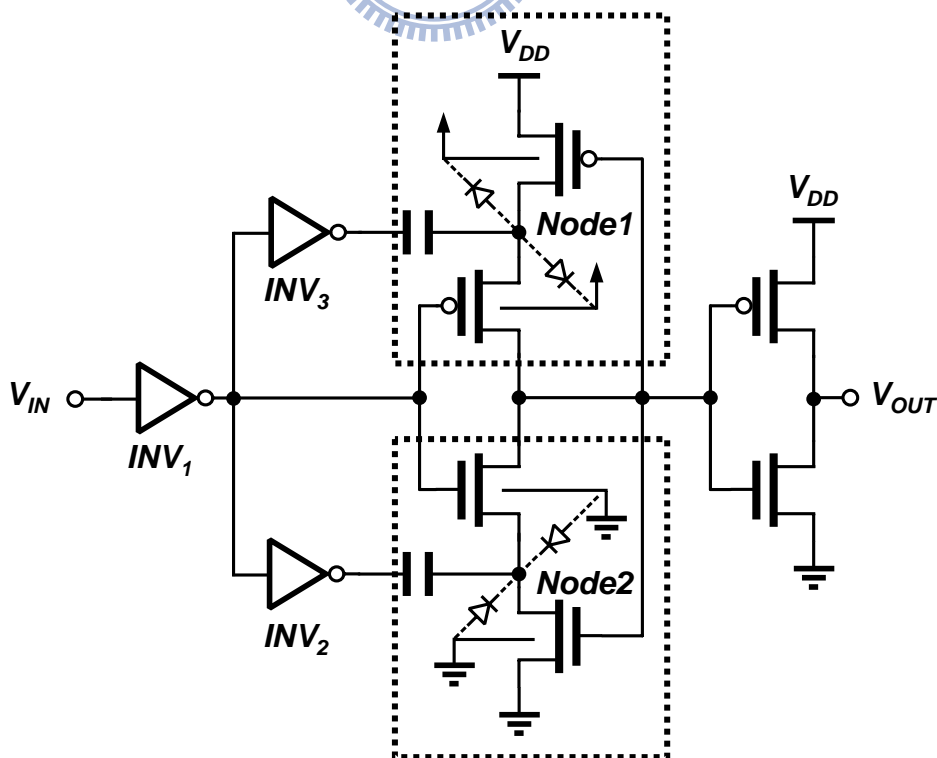 V_DD
Node1
INV_3
V_DD
V_IN
INV_1
V_OUT
INV_2
Node2